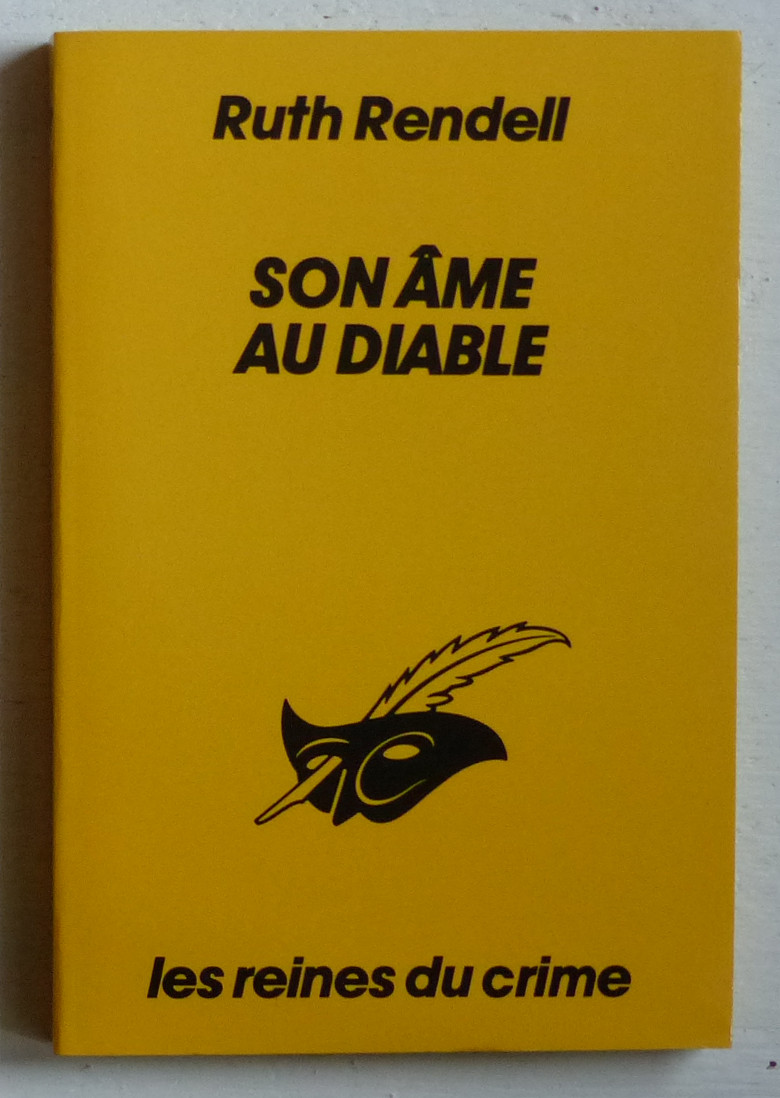 Ruth Rendell
SON ÂME
AU DIABLE
les reines du crime